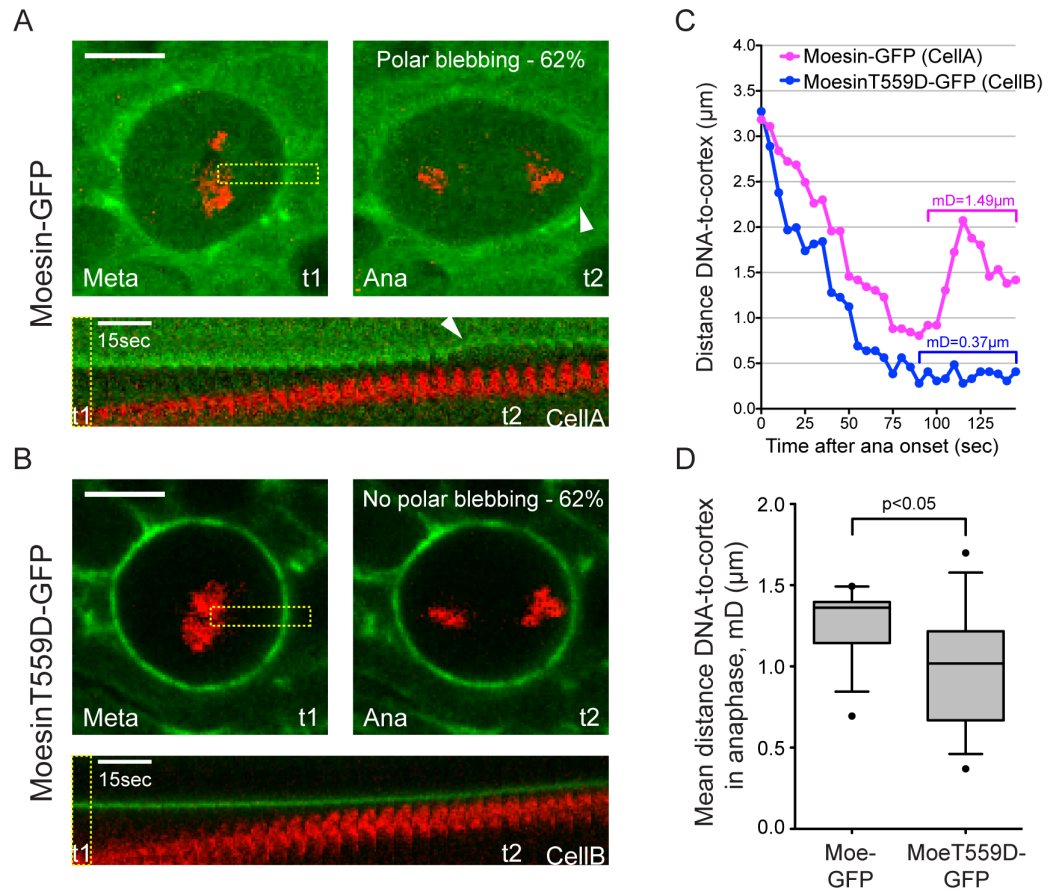 A
Moesin-GFP
Meta
t1
Polar blebbing - 62%
Ana
t2
15sec
t1
t2
CellA
B
MoesinT559D-GFP
Meta
t1
No polar blebbing - 62%
Ana
t2
15sec
t1
t2
CellB
C
Distance DNA-to-cortex (µm)
4.0
3.5
3.0
2.5
2.0
1.5
1.0
0.5
0.0
Moesin-GFP (CellA)
MoesinT559D-GFP (CellB)
mD=1.49µm
mD=0.37µm
0 25 50 75 100 125
Time after ana onset (sec)
D
Mean distance DNA-to-cortex
in anaphase, mD (µm)
2.0
1.5
1.0
0.5
0.0
p<0.05
Moe-
GFP
MoeT559D-
GFP